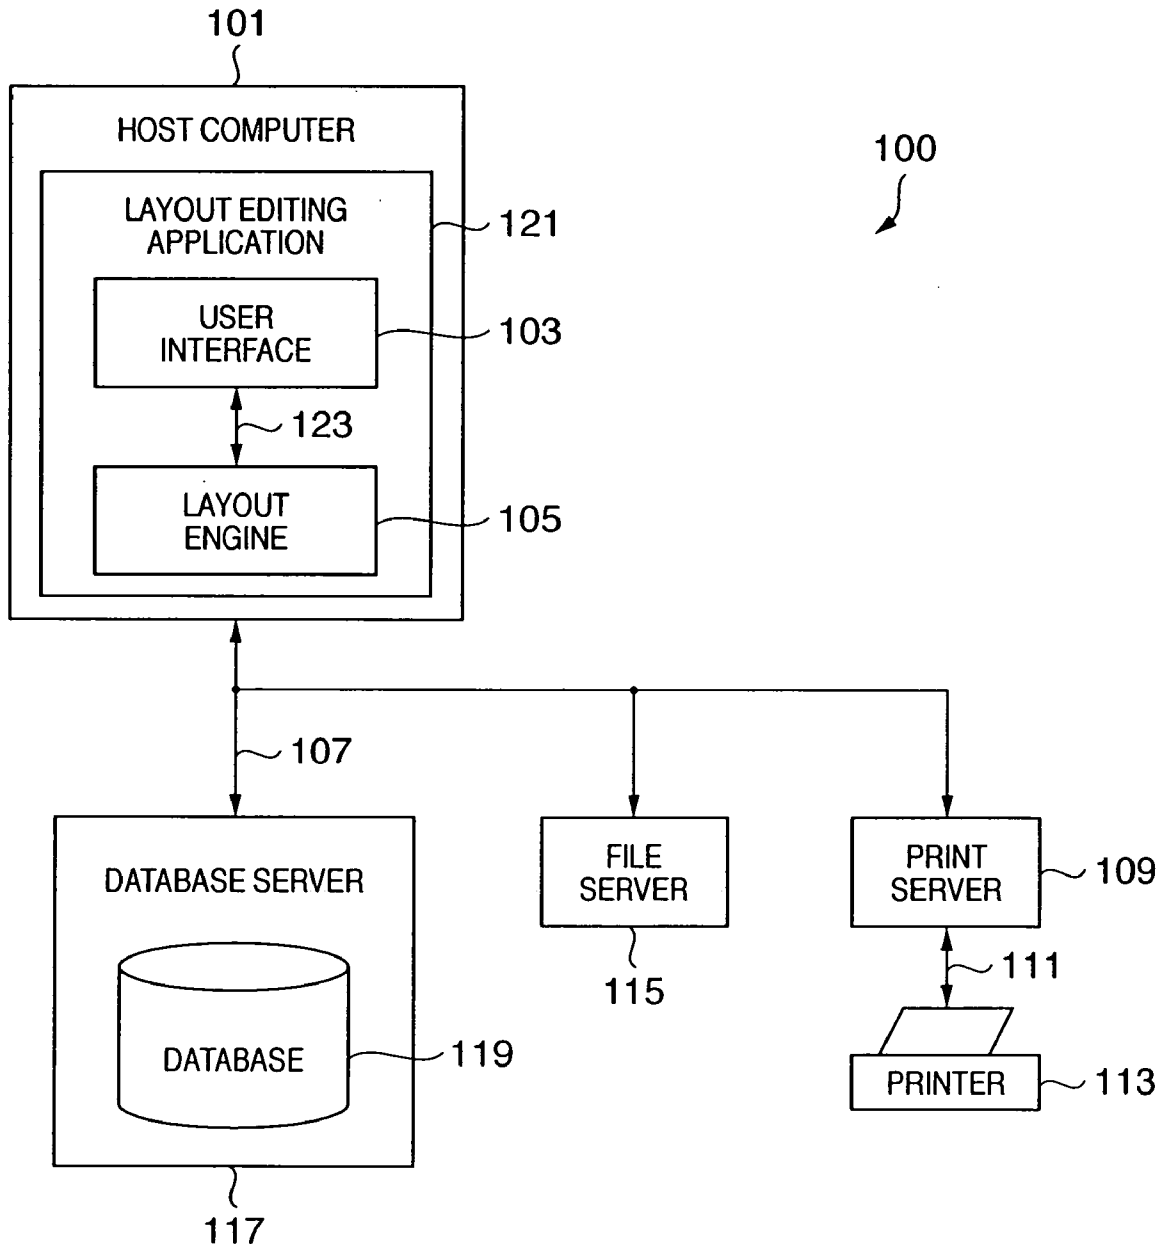 101
HOST COMPUTER
100
LAYOUT EDITING
APPLICATION
121
USER
INTERFACE
103
123
LAYOUT
ENGINE
105
107
DATABASE SERVER
FILE
SERVER
PRINT
SERVER
109
111
115
DATABASE
119
PRINTER
113
117